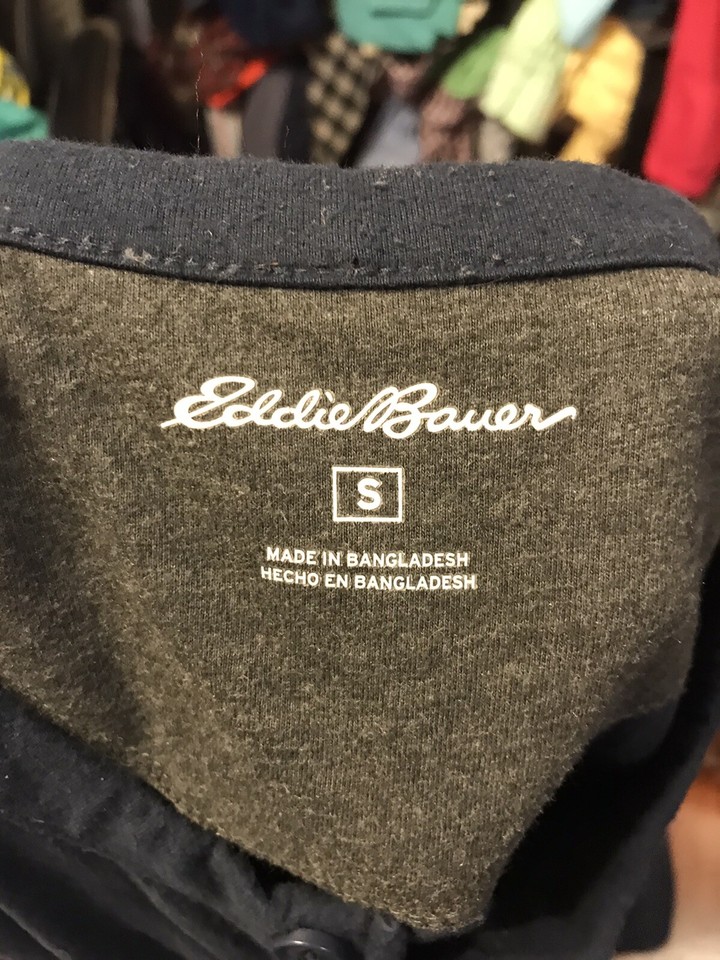 Eddie Bauer
S
MADE IN BANGLADESH
HECHO EN BANGLADESH